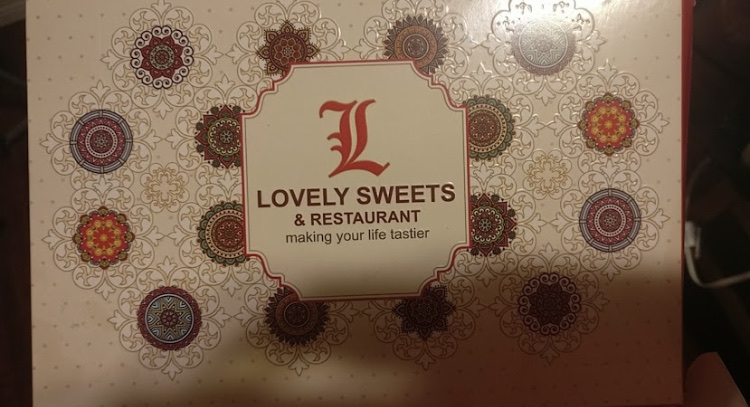 L
LOVELY SWEETS
& RESTAURANT
making your life tastier